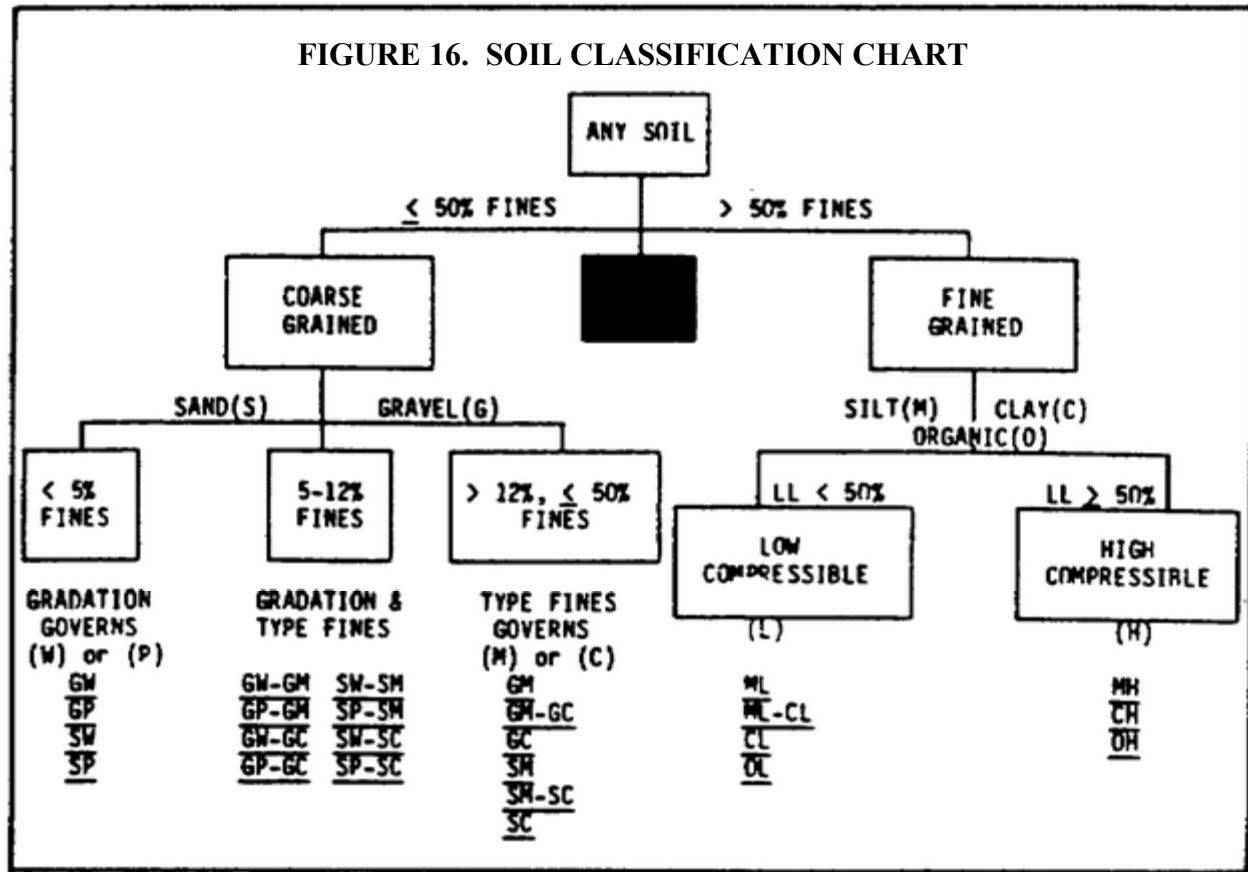 FIGURE 16. SOIL CLASSIFICATION CHART
ANY SOIL
≤ 50% FINES
> 50% FINES
COARSE
GRAINED
FINE
GRAINED
SAND(S)
GRAVEL(G)
SILT(M)
CLAY(C)
ORGANIC(O)
< 5%
FINES
5-12%
FINES
> 12%, ≤ 50%
FINES
LL < 50%
LOW
COMPRESSIBLE
(L)
LL ≥ 50%
HIGH
COMPRESSIBLE
(H)
GRADATION
GOVERNS
(W) or (P)
GW
GP
SW
SP
GRADATION &
TYPE FINES
GW-GM SW-SM
GP-GM SP-SM
GW-GC SW-SC
GP-GC SP-SC
TYPE FINES
GOVERNS
(M) or (C)
GM
GM-GC
GC
SM
SM-SC
SC
ML
ML-CL
CL
OL
MH
CH
OH